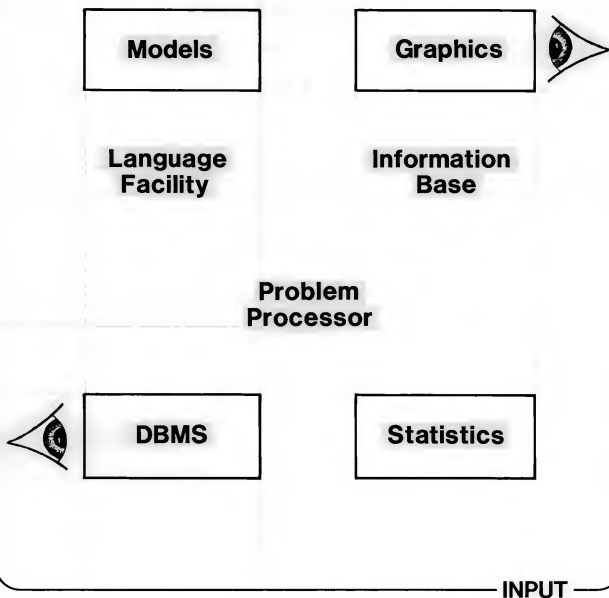 Models
Graphics
Language
Facility
Information
Base
Problem
Processor
DBMS
Statistics
INPUT